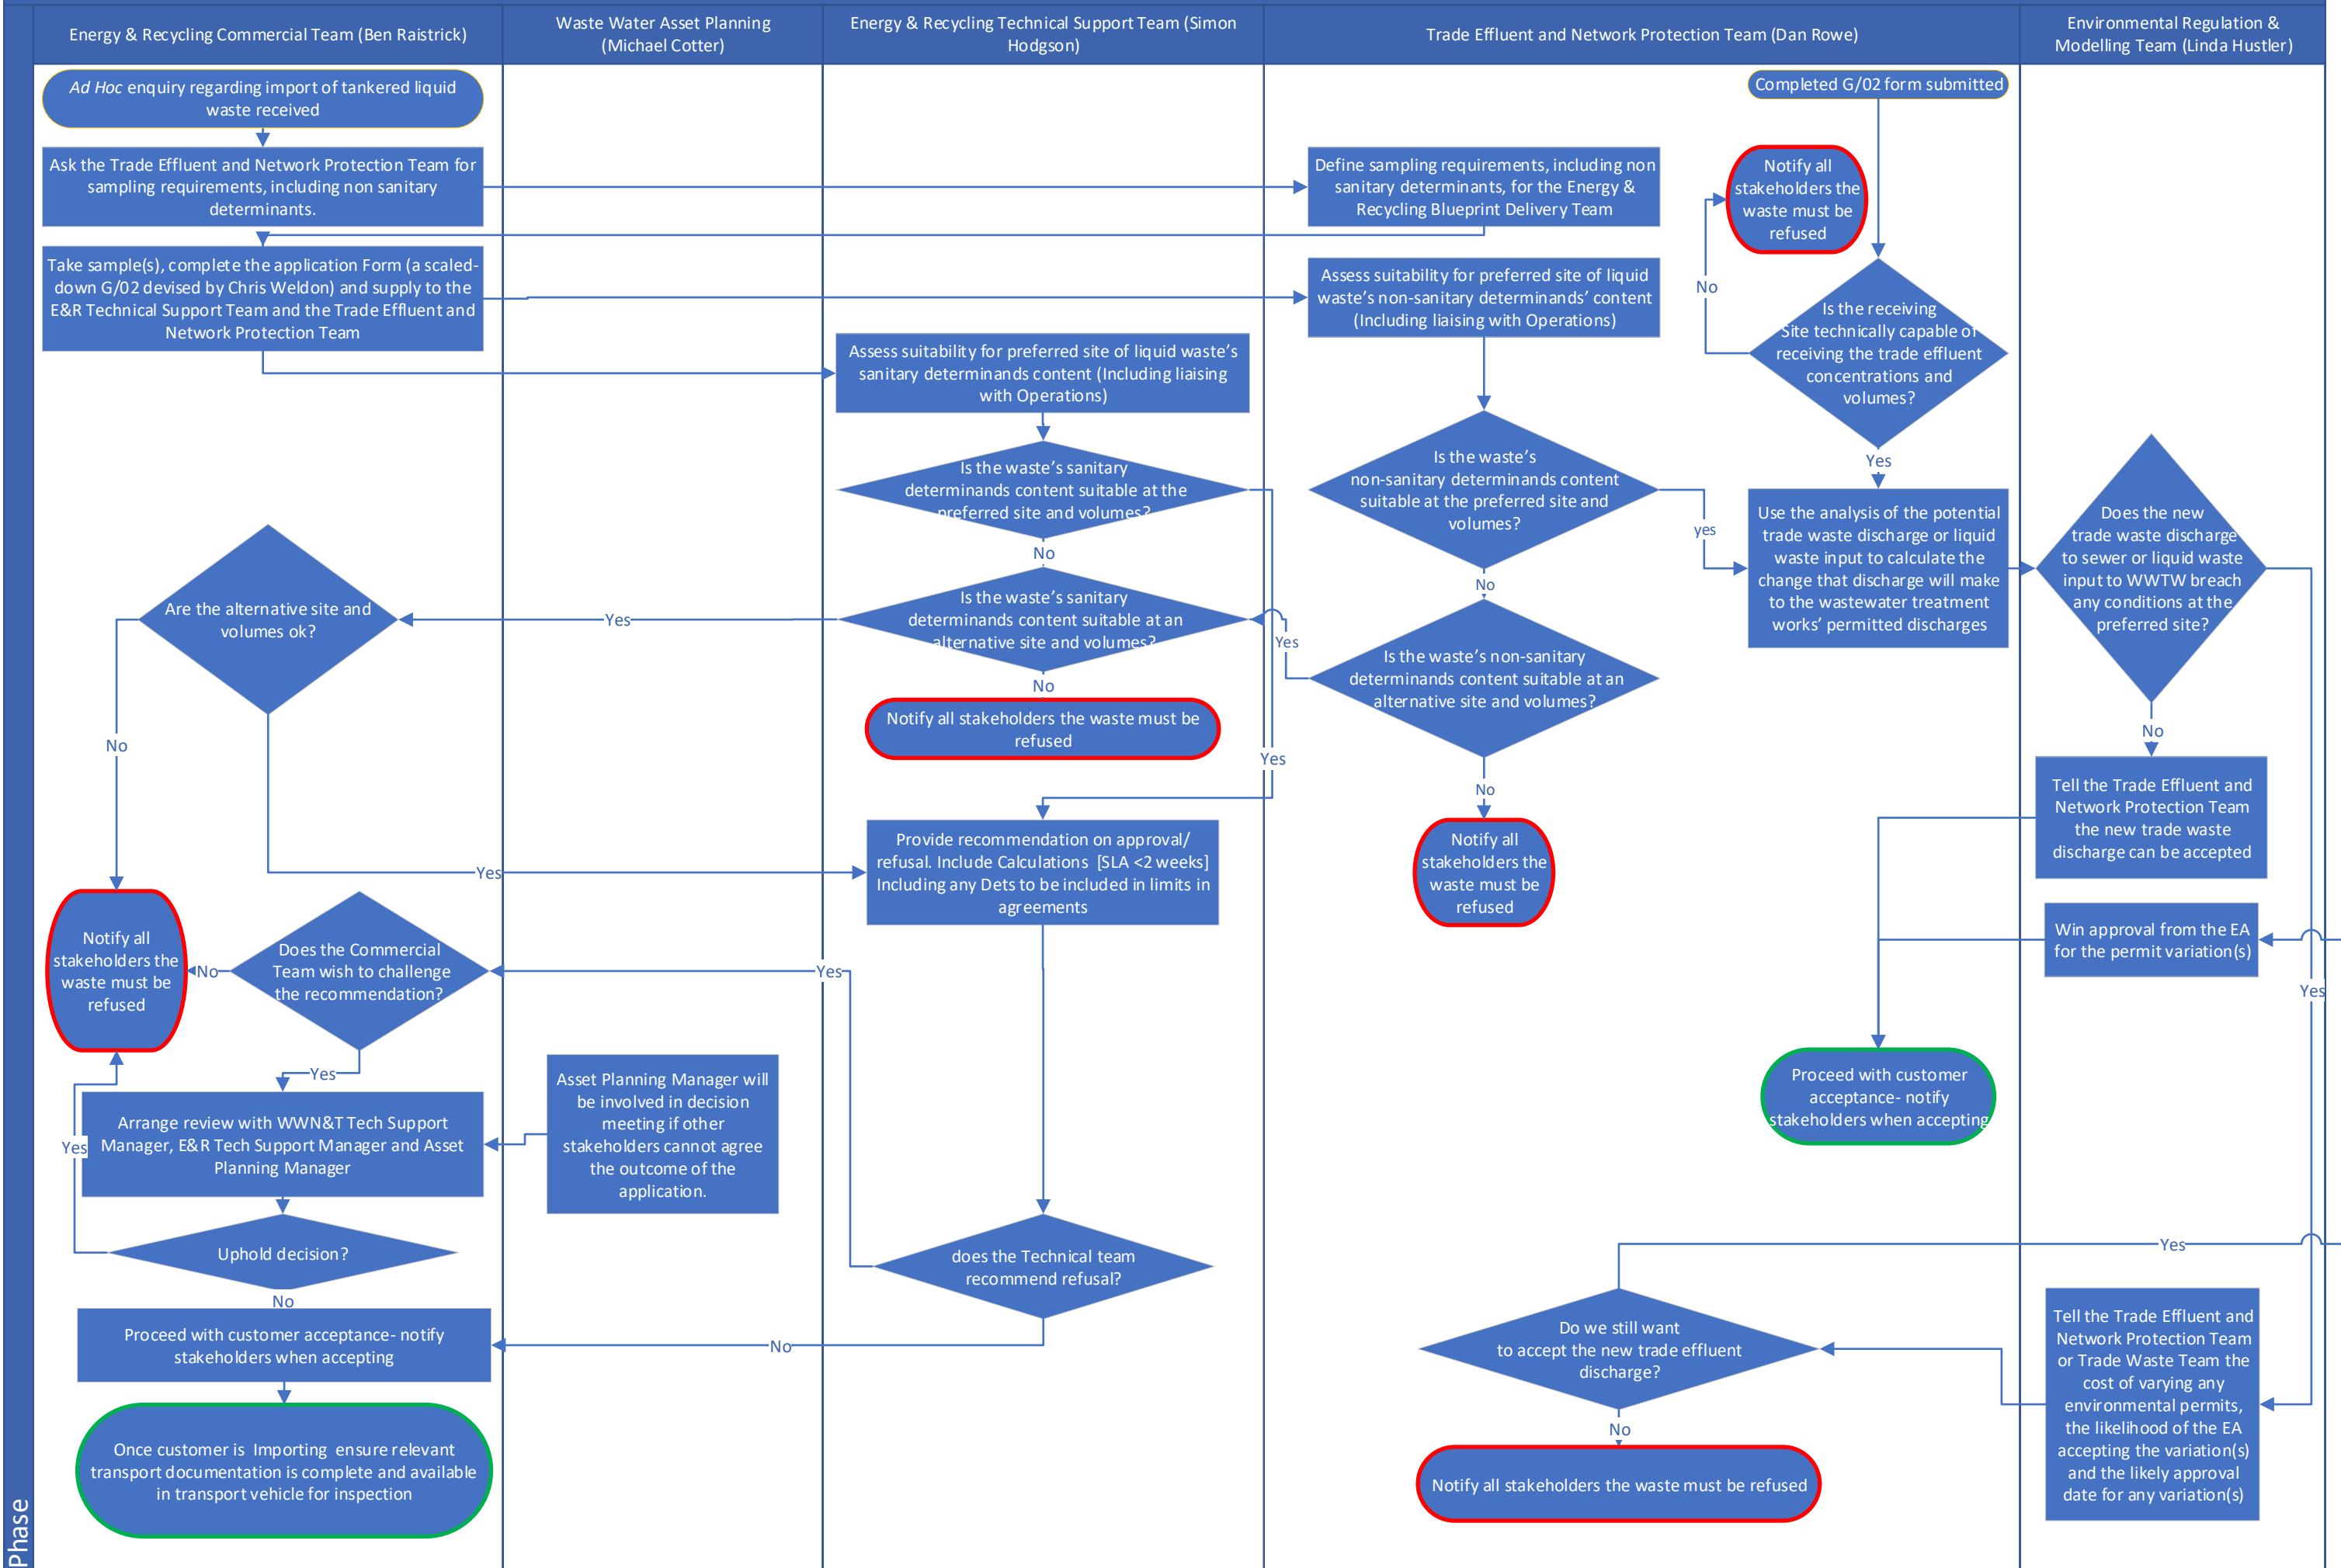 Energy & Recycling Commercial Team (Ben Raistrick)
Waste Water Asset Planning
(Michael Cotter)
Energy & Recycling Technical Support Team (Simon
Hodgson)
Trade Effluent and Network Protection Team (Dan Rowe)
Environmental Regulation &
Modelling Team (Linda Hustler)
Ad Hoc enquiry regarding import of tankered liquid
waste received
Ask the Trade Effluent and Network Protection Team for
sampling requirements, including non sanitary
determinants.
Take sample(s), complete the application Form (a scaled-
down G/02 devised by Chris Weldon) and supply to the
E&R Technical Support Team and the Trade Effluent and
Network Protection Team
Are the alternative site and
volumes ok?
No
Yes
Notify all
stakeholders the
waste must be
refused
No
Does the Commercial
Team wish to challenge
the recommendation?
Yes
Arrange review with WWN&T Tech Support
Manager, E&R Tech Support Manager and Asset
Planning Manager
Yes
Uphold decision?
No
Proceed with customer acceptance- notify
stakeholders when accepting
Once customer is Importing ensure relevant
transport documentation is complete and available
in transport vehicle for inspection
Yes
Asset Planning Manager will
be involved in decision
meeting if other
stakeholders cannot agree
the outcome of the
application.
No
Assess suitability for preferred site of liquid waste's
sanitary determinands content (Including liaising
with Operations)
Is the waste's sanitary
determinands content suitable at the
preferred site and volumes?
No
Is the waste's sanitary
determinands content suitable at an
alternative site and volumes?
No
Notify all stakeholders the waste must be
refused
Yes
Provide recommendation on approval/
refusal. Include Calculations [SLA <2 weeks]
Including any Dets to be included in limits in
agreements
Yes
does the Technical team
recommend refusal?
Define sampling requirements, including non
sanitary determinants, for the Energy &
Recycling Blueprint Delivery Team
Assess suitability for preferred site of liquid
waste's non-sanitary determinands' content
(Including liaising with Operations)
Is the waste's
non-sanitary determinands content
suitable at the preferred site and
volumes?
yes
No
Yes
Is the waste's non-sanitary
determinands content suitable at an
alternative site and volumes?
No
Notify all
stakeholders the
waste must be
refused
Completed G/02 form submitted
Notify all
stakeholders the
waste must be
refused
No
Is the receiving
Site technically capable of
receiving the trade effluent
concentrations and
volumes?
Yes
Use the analysis of the potential
trade waste discharge or liquid
waste input to calculate the
change that discharge will make
to the wastewater treatment
works' permitted discharges
Proceed with customer
acceptance- notify
stakeholders when accepting
Do we still want
to accept the new trade effluent
discharge?
No
Notify all stakeholders the waste must be refused
Does the new
trade waste discharge
to sewer or liquid waste
input to WWTW breach
any conditions at the
preferred site?
No
Tell the Trade Effluent and
Network Protection Team
the new trade waste
discharge can be accepted
Win approval from the EA
for the permit variation(s)
Yes
Yes
Tell the Trade Effluent and
Network Protection Team
or Trade Waste Team the
cost of varying any
environmental permits,
the likelihood of the EA
accepting the variation(s)
and the likely approval
date for any variation(s)
Phase